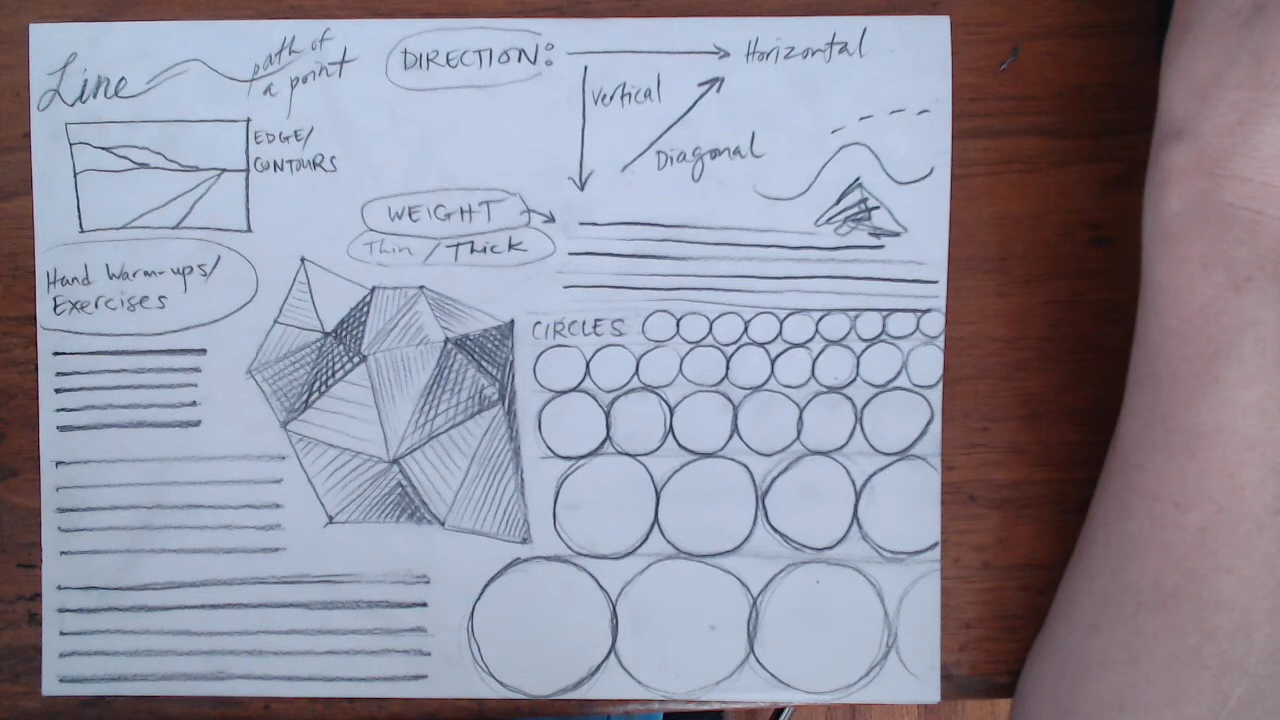 Line
path of
a point
DIRECTION:
Horizontal
Vertical
Diagonal
EDGE/
CONTOURS
WEIGHT
Thin / Thick
Hand Warm-ups/
Exercises
CIRCLES